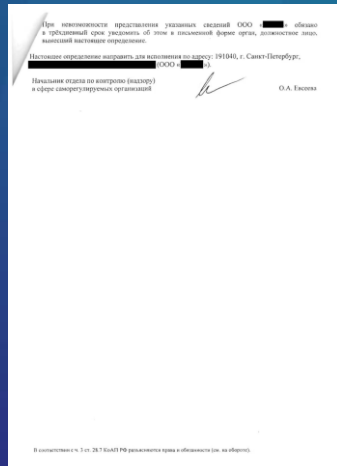 При невозможности представления указанных сведений ООО «» обязано
в трёхдневный срок уведомить об этом в письменной форме орган, должностное лицо,
вынесший настоящее определение.
Настоящее определение направить для исполнения по адресу: 191040, г. Санкт-Петербург,
(ООО «»).
Начальник отдела по контролю (надзору)
в сфере саморегулируемых организаций
О.А. Евсеева
В соответствии с ч. 3 ст. 28.7 КоАП РФ разъясняются права и обязанности (см. на обороте).